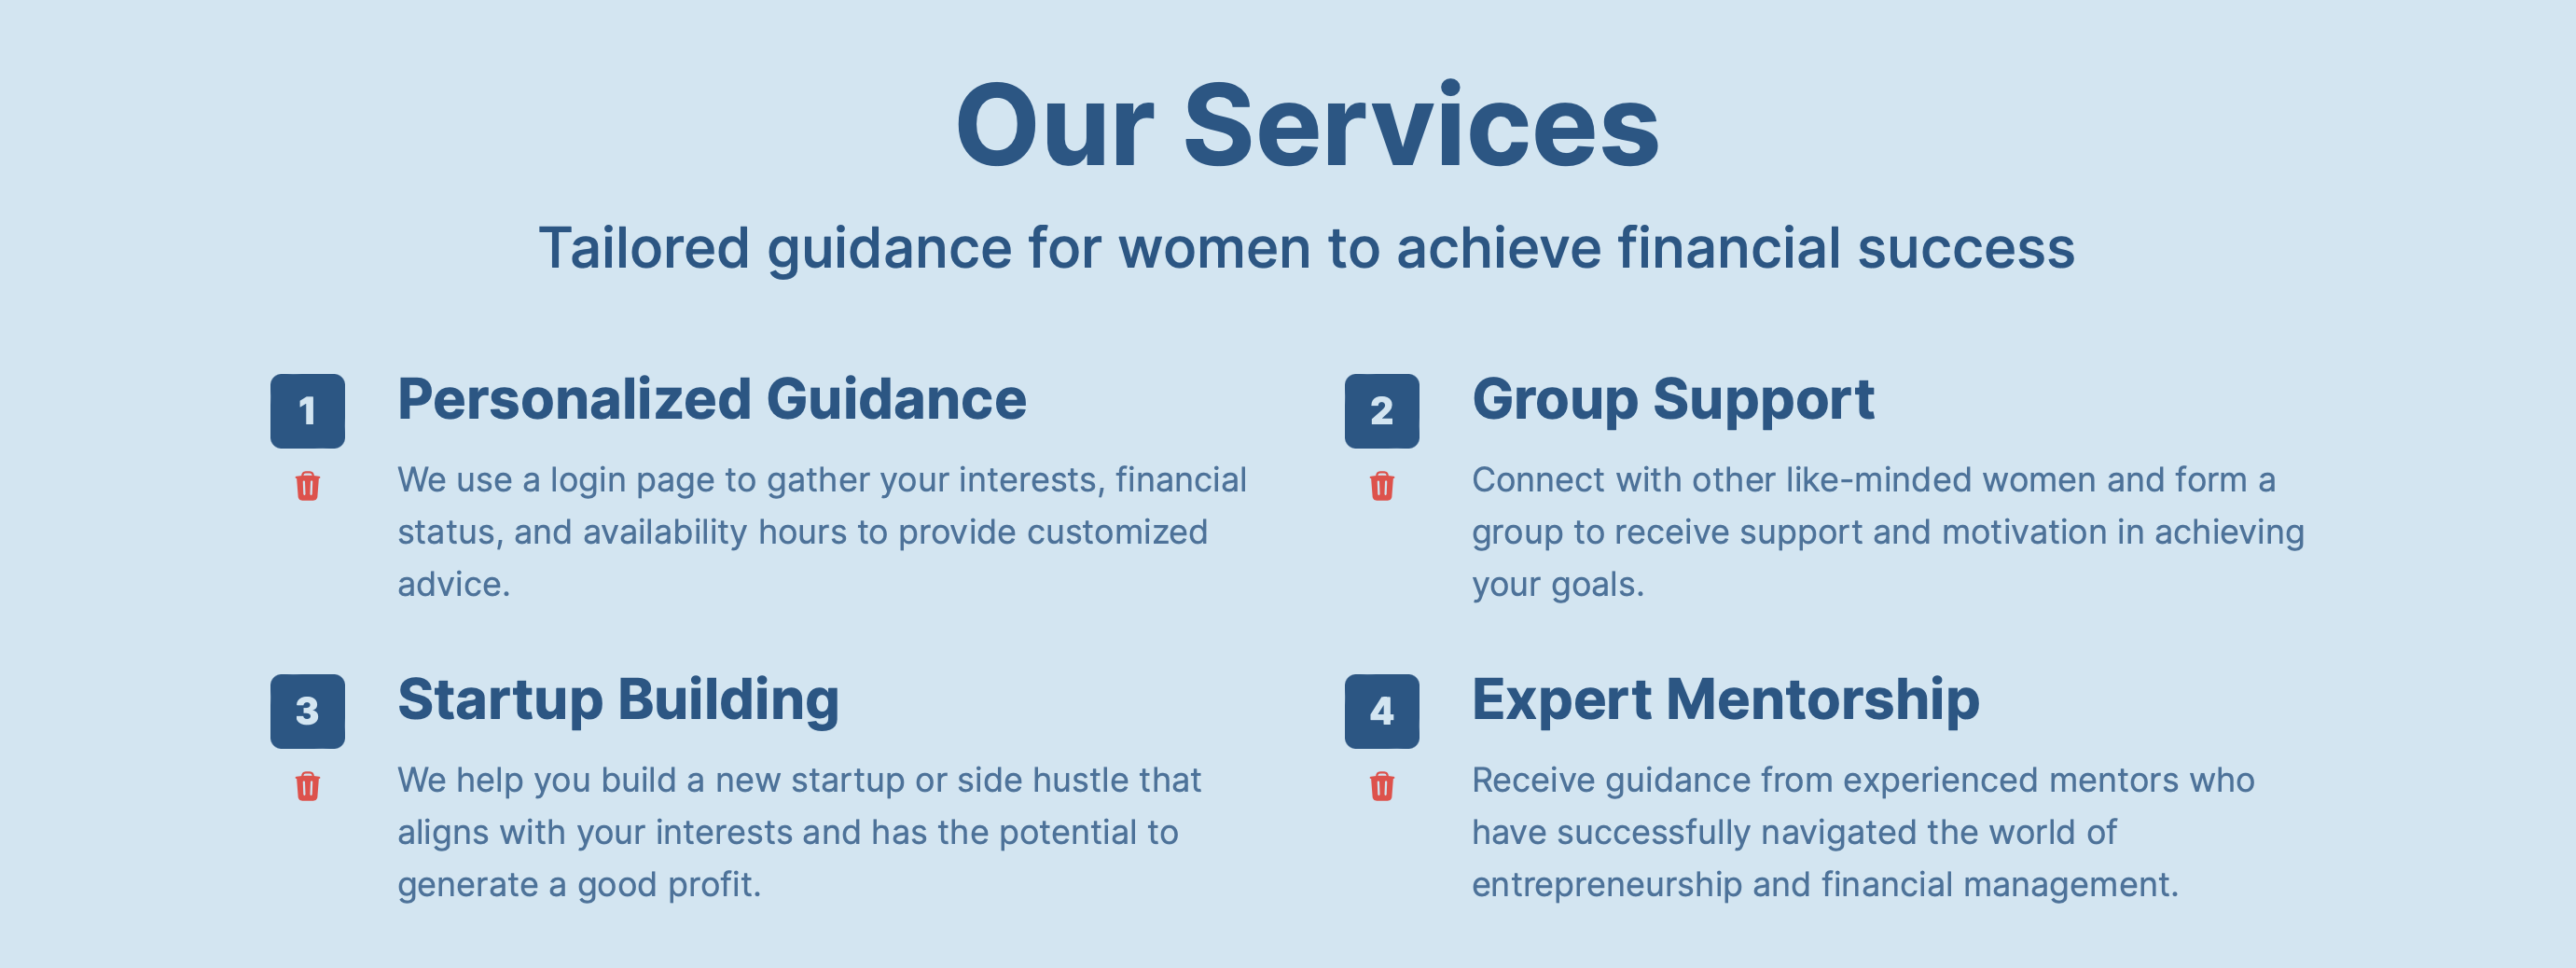 Our Services
Tailored guidance for women to achieve financial success
1
Personalized Guidance
We use a login page to gather your interests, financial
status, and availability hours to provide customized
advice.
2
Group Support
Connect with other like-minded women and form a
group to receive support and motivation in achieving
your goals.
3
Startup Building
We help you build a new startup or side hustle that
aligns with your interests and has the potential to
generate a good profit.
4
Expert Mentorship
Receive guidance from experienced mentors who
have successfully navigated the world of
entrepreneurship and financial management.